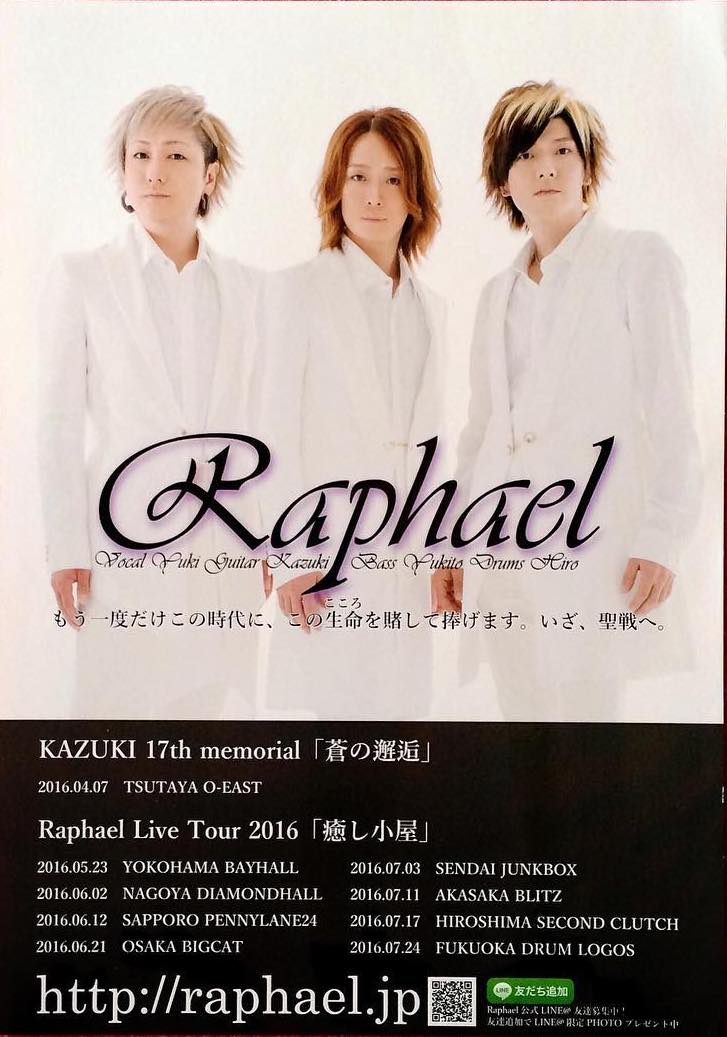 Raphael
Vocal Yuki Guitar Kazuki Bass Yukito Drums Hiro
こころ
もう一度だけこの時代に、この生命を賭して捧げます。いざ、聖戦へ。
KAZUKI 17th memorial「蒼の邂逅」
2016.04.07 TSUTAYA O-EAST
Raphael Live Tour 2016「癒し小屋」
2016.05.23 YOKOHAMA BAYHALL
2016.06.02 NAGOYA DIAMONDHALL
2016.06.12 SAPPORO PENNYLANE24
2016.06.21 OSAKA BIGCAT
2016.07.03 SENDAI JUNKBOX
2016.07.11 AKASAKA BLITZ
2016.07.17 HIROSHIMA SECOND CLUTCH
2016.07.24 FUKUOKA DRUM LOGOS
http://raphael.jp
LINE 友だち追加
Raphael 公式 LINE@ 友達募集中!
友達追加で LINE@ 限定 PHOTO プレゼント中